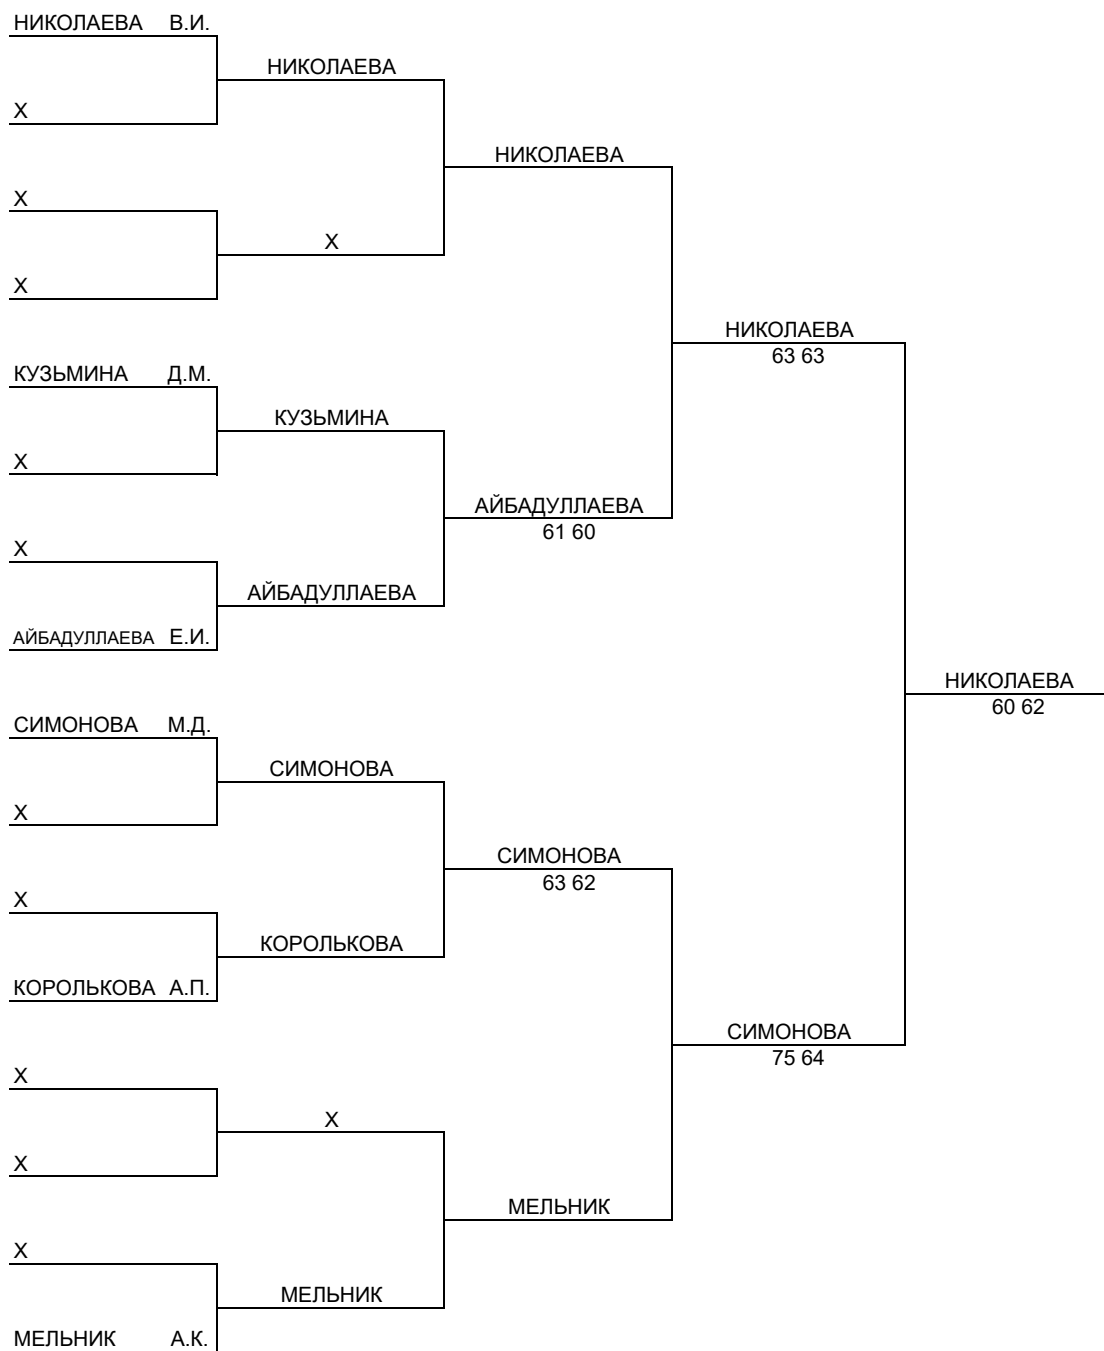 НИКОЛАЕВА В.И.
НИКОЛАЕВА
X
НИКОЛАЕВА
X
X
X
НИКОЛАЕВА
63 63
КУЗЬМИНА Д.М.
КУЗЬМИНА
X
АЙБАДУЛЛАЕВА
61 60
X
АЙБАДУЛЛАЕВА
АЙБАДУЛЛАЕВА Е.И.
НИКОЛАЕВА
60 62
СИМОНОВА М.Д.
СИМОНОВА
X
СИМОНОВА
63 62
X
КОРОЛЬКОВА
КОРОЛЬКОВА А.П.
СИМОНОВА
75 64
X
X
X
МЕЛЬНИК
X
МЕЛЬНИК
МЕЛЬНИК А.К.